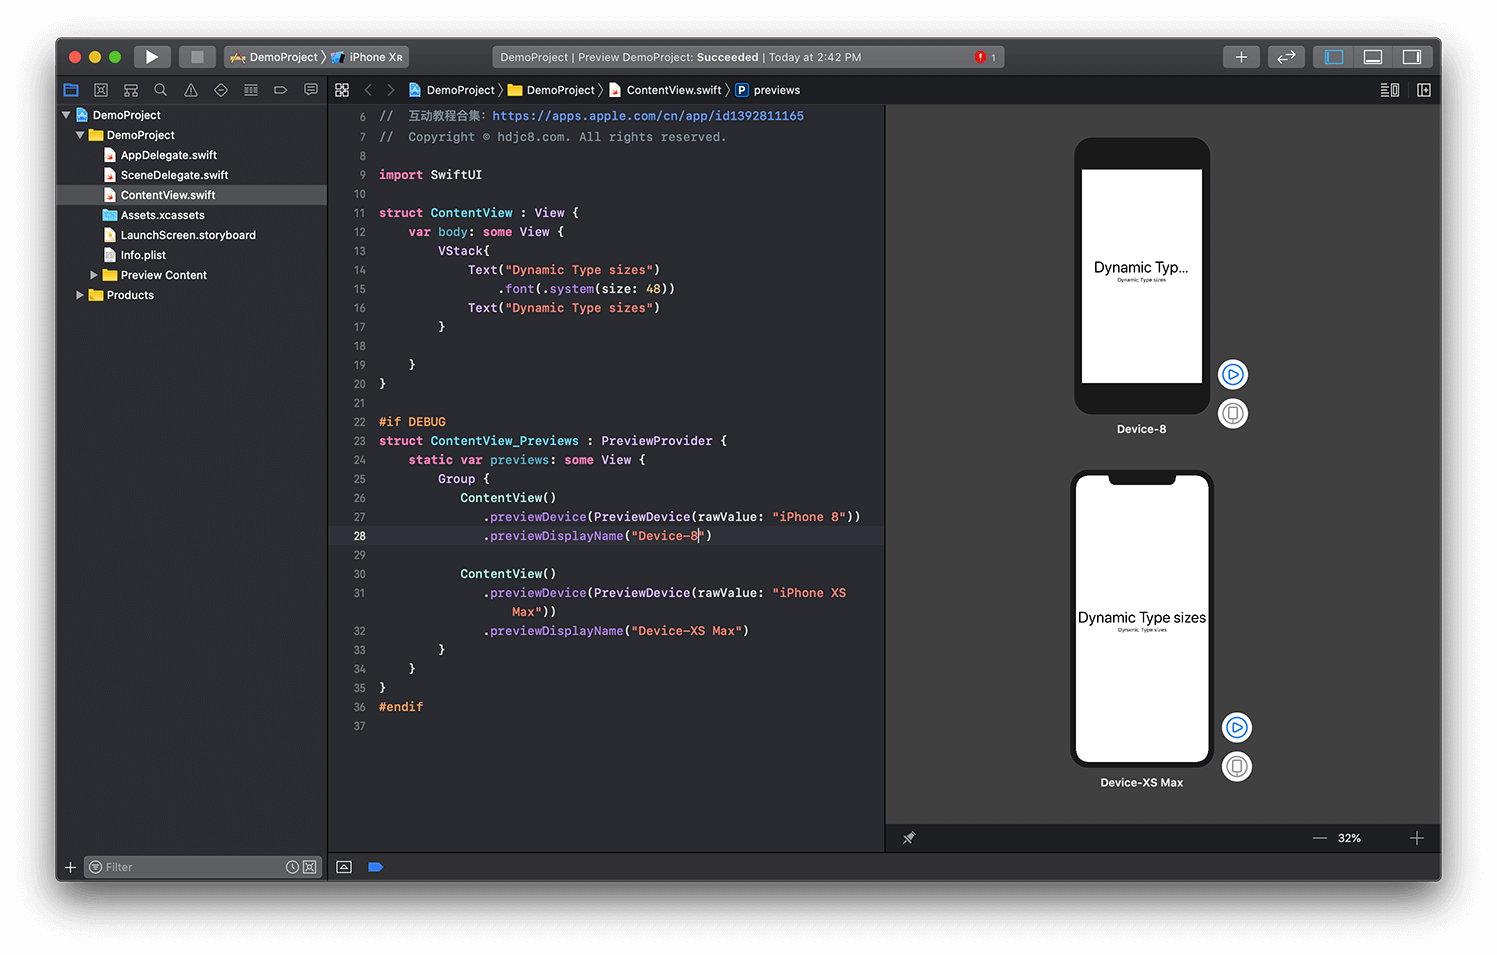 DemoProject iPhone XR
DemoProject | Preview DemoProject: Succeeded | Today at 2:42 PM 1
DemoProject DemoProject ContentView.swift P previews
DemoProject
DemoProject
AppDelegate.swift
SceneDelegate.swift
ContentView.swift
Assets.xcassets
LaunchScreen.storyboard
Info.plist
Preview Content
Products
Filter
6 // 互动教程合集：https://apps.apple.com/cn/app/id1392811165
7 // Copyright © hdjc8.com. All rights reserved.
8
9 import SwiftUI
10
11 struct ContentView : View {
12 var body: some View {
13 VStack{
14 Text("Dynamic Type sizes")
15 .font(.system(size: 48))
16 Text("Dynamic Type sizes")
17 }
18
19 }
20 }
21
22 #if DEBUG
23 struct ContentView_Previews : PreviewProvider {
24 static var previews: some View {
25 Group {
26 ContentView()
27 .previewDevice(PreviewDevice(rawValue: "iPhone 8"))
28 .previewDisplayName("Device-8")
29
30 ContentView()
31 .previewDevice(PreviewDevice(rawValue: "iPhone XS
Max"))
32 .previewDisplayName("Device-XS Max")
33 }
34 }
35 }
36 #endif
37
Dynamic Typ...
Dynamic Type sizes
Device-8
Dynamic Type sizes
Dynamic Type sizes
Device-XS Max
32%